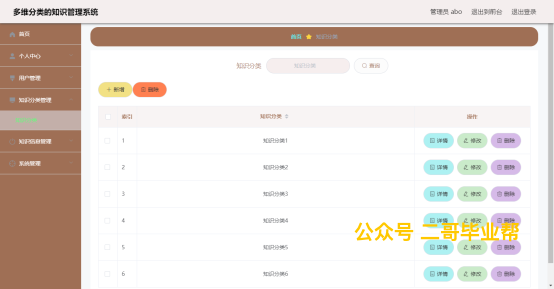 多维分类的知识管理系统
管理员 abo 退出到前台 退出登录
首页
个人中心
用户管理
知识分类管理
知识信息管理
系统管理
首页 知识分类
知识分类 知识分类 查询
新增 删除
索引 知识分类 操作
1 知识分类1 详情 修改 删除
2 知识分类2 详情 修改 删除
3 知识分类3 详情 修改 删除
4 知识分类4 详情 修改 删除
5 知识分类5 详情 修改 删除
6 知识分类6 详情 修改 删除
公众号 二哥毕业帮